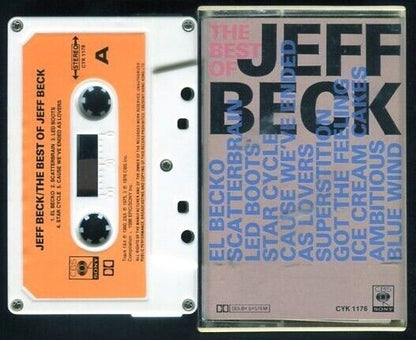 ←STEREO→
CYK 1176
A
JEFF BECK/THE BEST OF JEFF BECK
1. EL BECKO 2. SCATTERBRAIN 3. LED BOOTS
4. STAR CYCLE 5. CAUSE WE'VE ENDED AS LOVERS
CBS
SONY
THE
BEST
OF
JEFF
BECK
EL BECKO
SCATTERBRAIN
LED BOOTS
STAR CYCLE
CAUSE WE'VE ENDED
AS LOVERS
SUPERSTITION
GOT THE FEELING
ICE CREAM CAKES
AMBITIOUS
BLUE WIND
DOLBY SYSTEM
CYK 1176
CBS
SONY